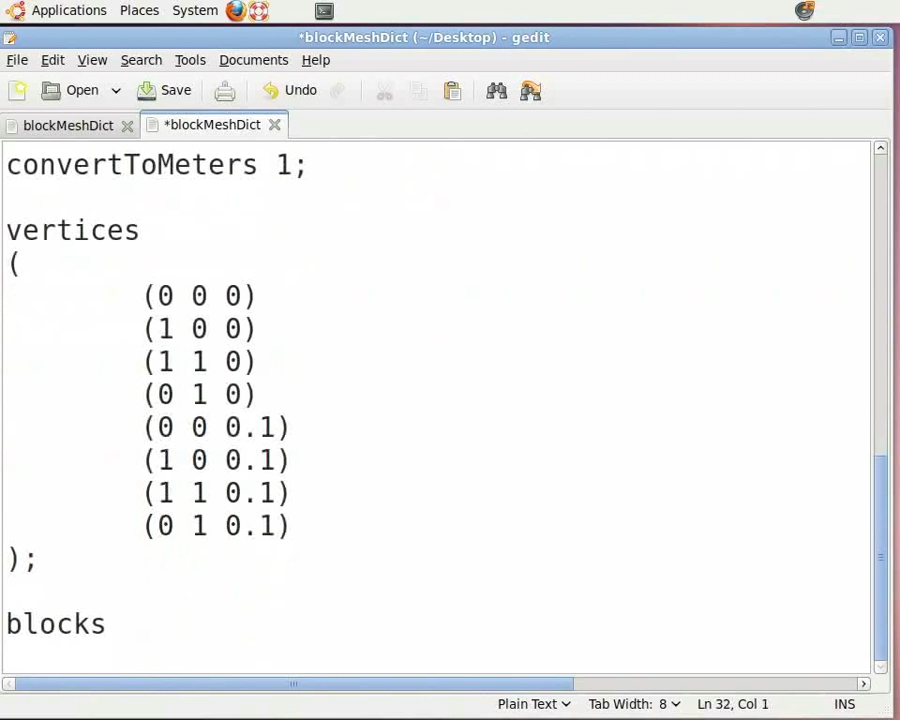 Applications Places System
*blockMeshDict (~/Desktop) - gedit
File Edit View Search Tools Documents Help
Open Save Undo
blockMeshDict *blockMeshDict
convertToMeters 1;
vertices
(
(0 0 0)
(1 0 0)
(1 1 0)
(0 1 0)
(0 0 0.1)
(1 0 0.1)
(1 1 0.1)
(0 1 0.1)
);
blocks
Plain Text Tab Width: 8 Ln 32, Col 1 INS